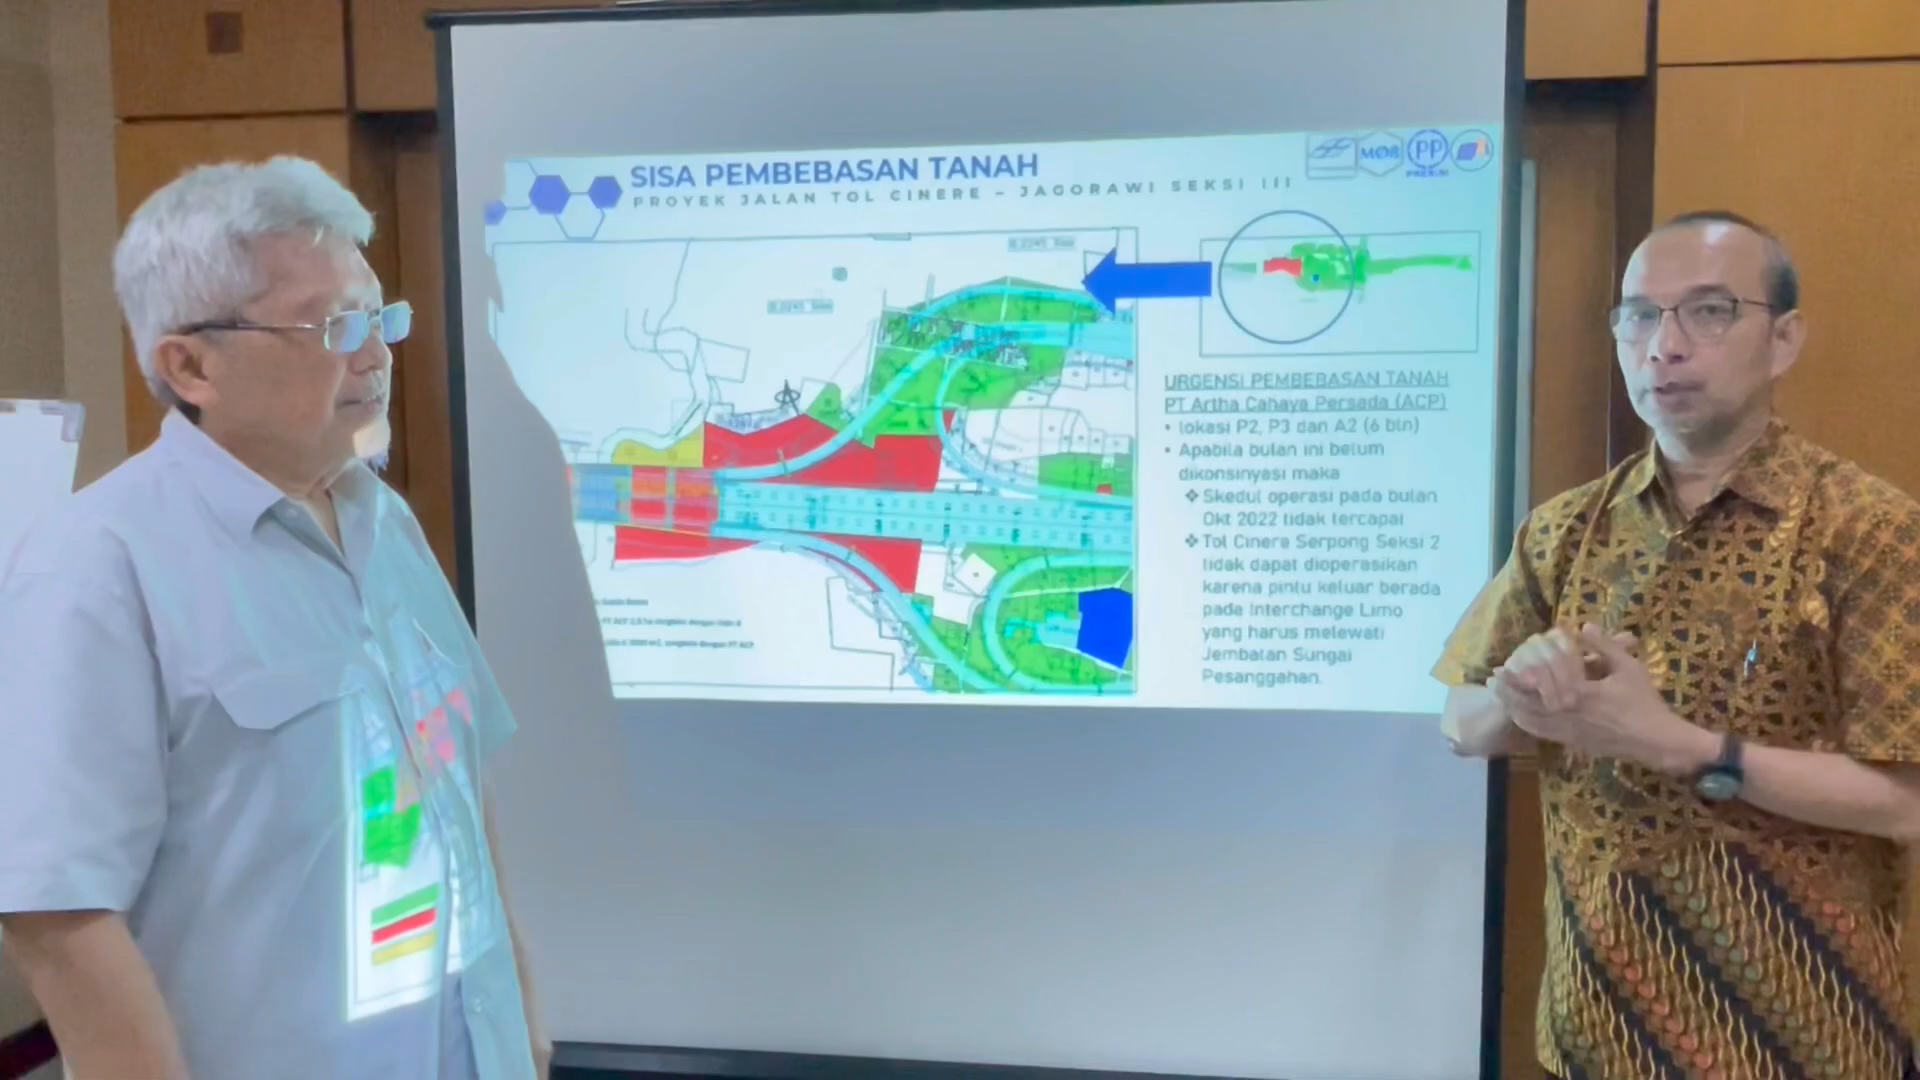 SISA PEMBEBASAN TANAH
PROYEK JALAN TOL CINERE – JAGORAWI SEKSI III
MØB
PP
PRESISI
URGENSI PEMBEBASAN TANAH
PT Artha Cahaya Persada (ACP)
• lokasi P2, P3 dan A2 (6 bln)
• Apabila bulan ini belum
dikonsinyasi maka
❖ Skedul operasi pada bulan
Okt 2022 tidak tercapai
❖ Tol Cinere Serpong Seksi 2
tidak dapat dioperasikan
karena pintu keluar berada
pada Interchange Limo
yang harus melewati
Jembatan Sungai
Pesanggahan.